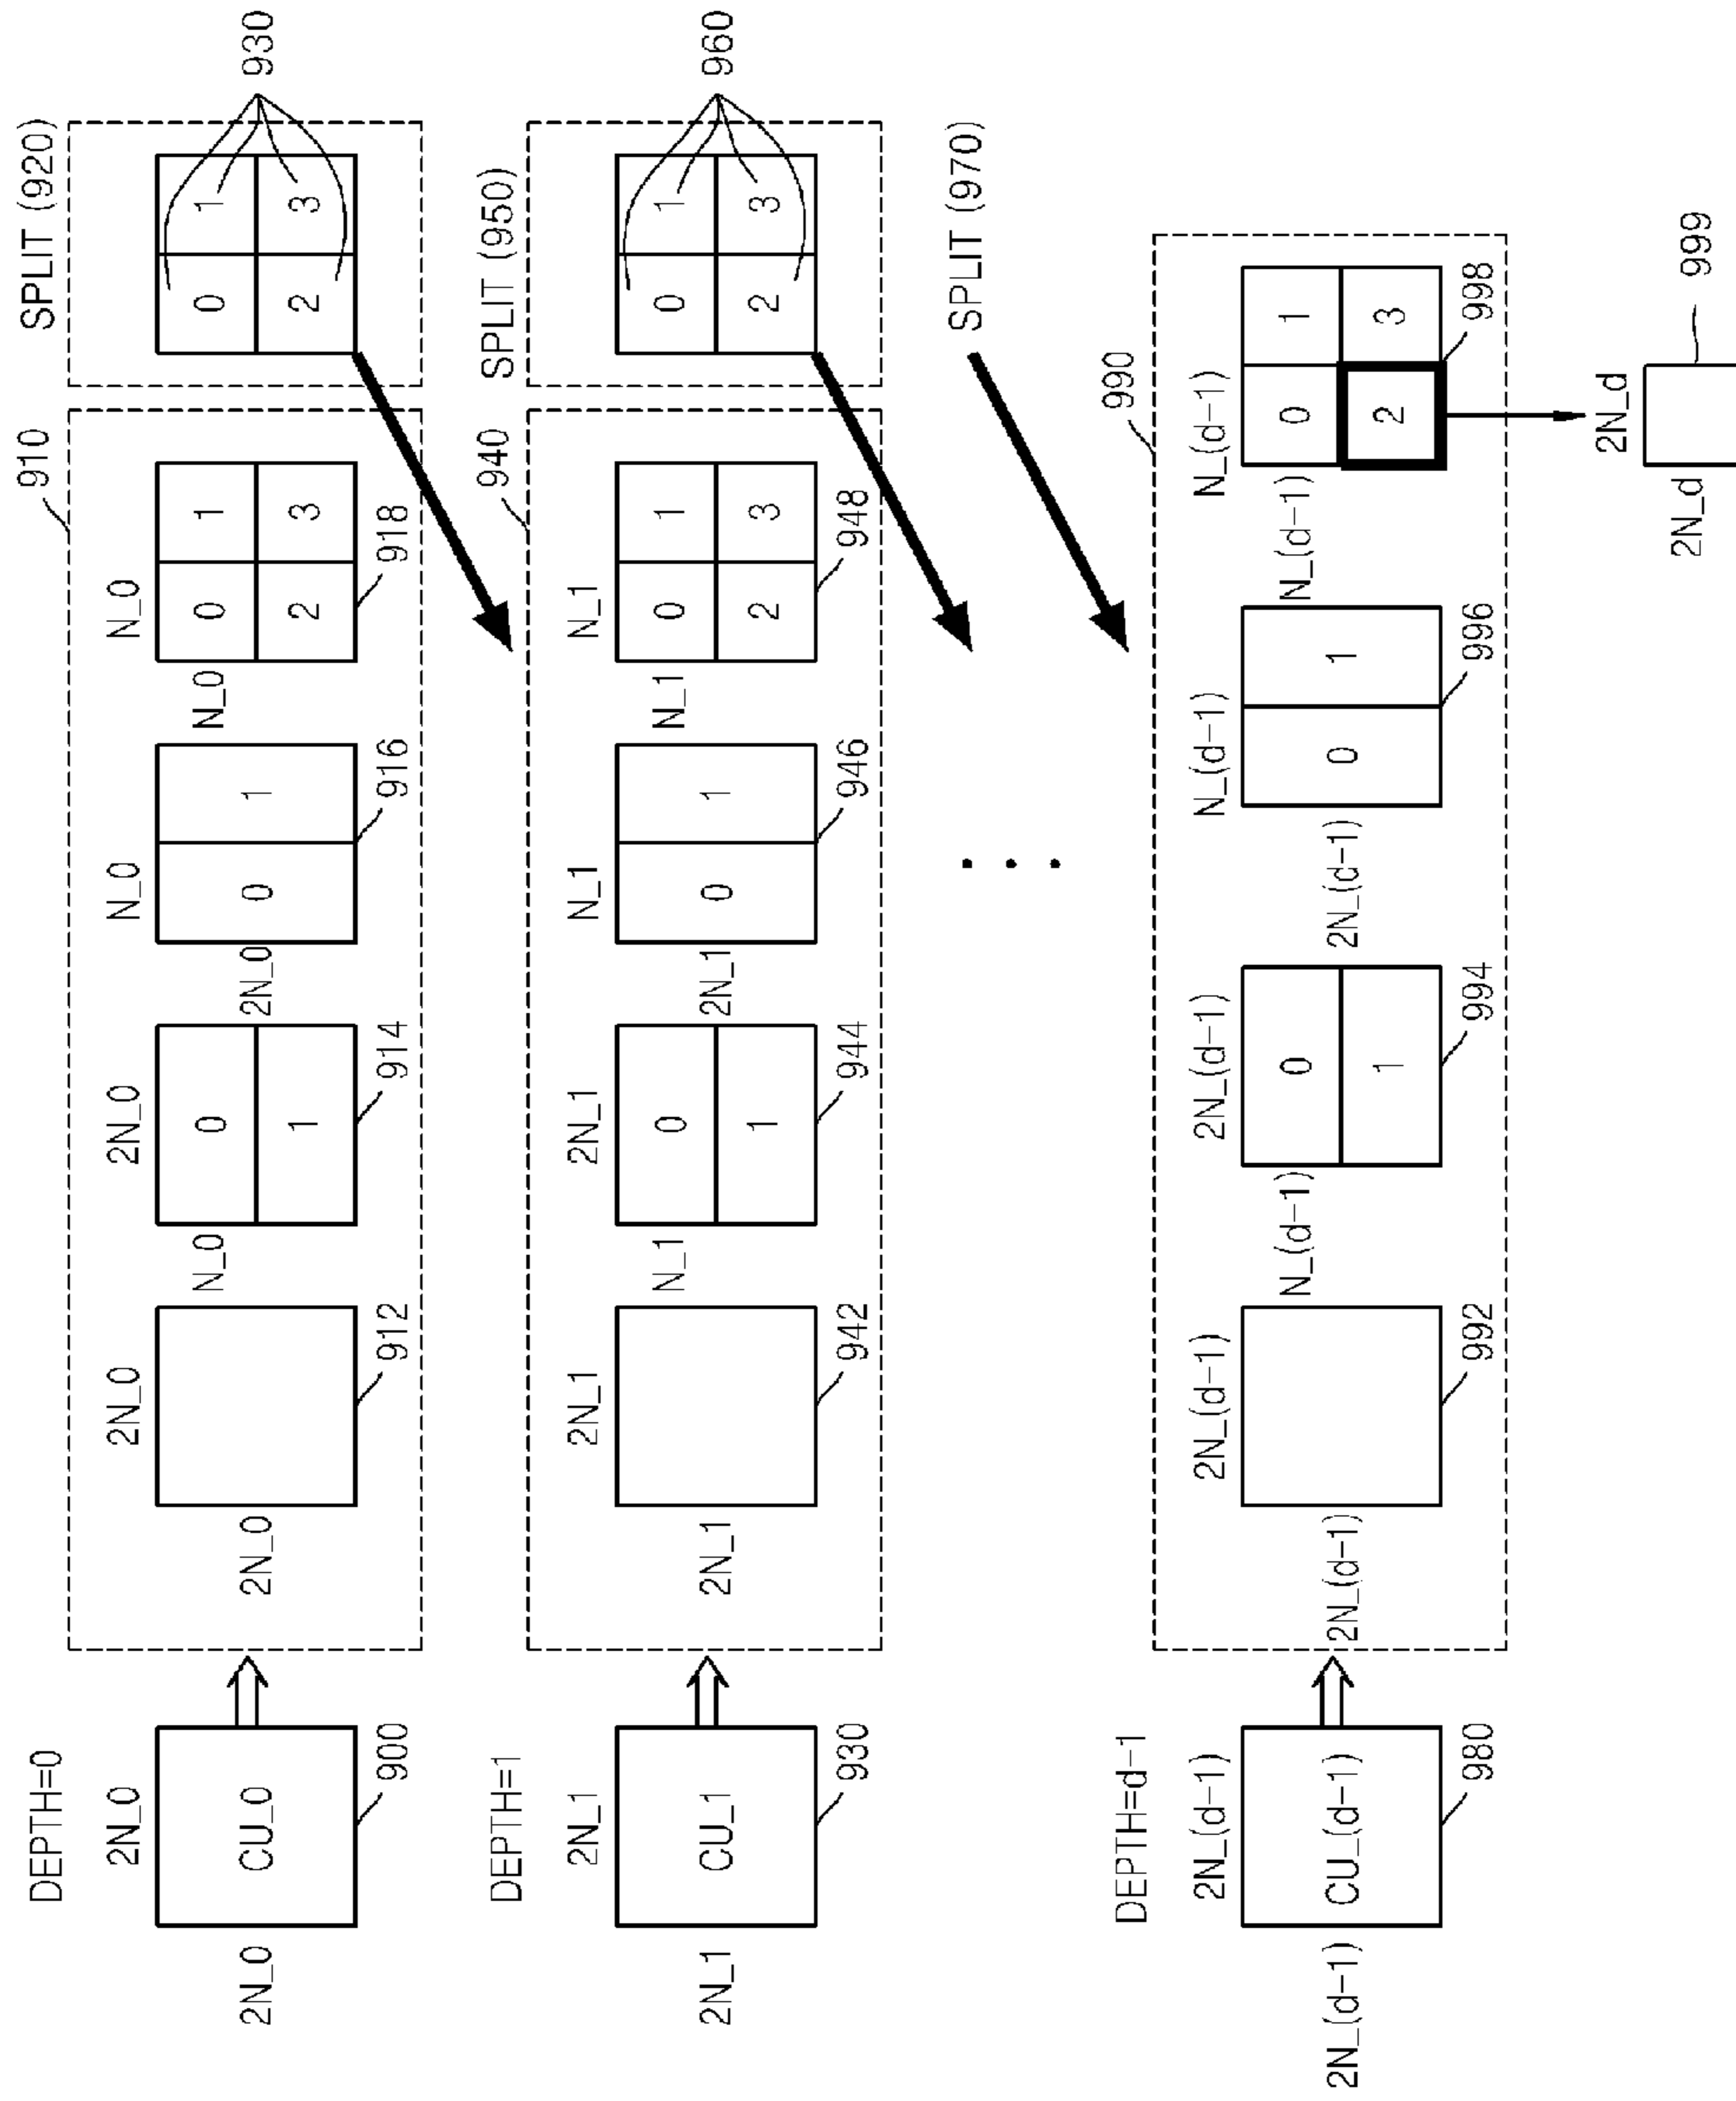 DEPTH=0
2N_0
2N_0
CU_0
900
910
2N_0
2N_0
912
2N_0
N_0
0
1
914
N_0
2N_0
0
1
916
N_0
N_0
0
1
2
3
918
SPLIT (920)
0
1
2
3
930
DEPTH=1
2N_1
2N_1
CU_1
930
940
2N_1
2N_1
942
2N_1
N_1
0
1
944
N_1
2N_1
0
1
946
N_1
N_1
0
1
2
3
948
SPLIT (950)
0
1
2
3
960
SPLIT (970)
. . .
DEPTH=d-1
2N_(d-1)
2N_(d-1)
CU_(d-1)
980
990
2N_(d-1)
2N_(d-1)
992
2N_(d-1)
N_(d-1)
0
1
994
N_(d-1)
2N_(d-1)
0
1
996
N_(d-1)
N_(d-1)
0
1
2
3
998
2N_d
2N_d
999